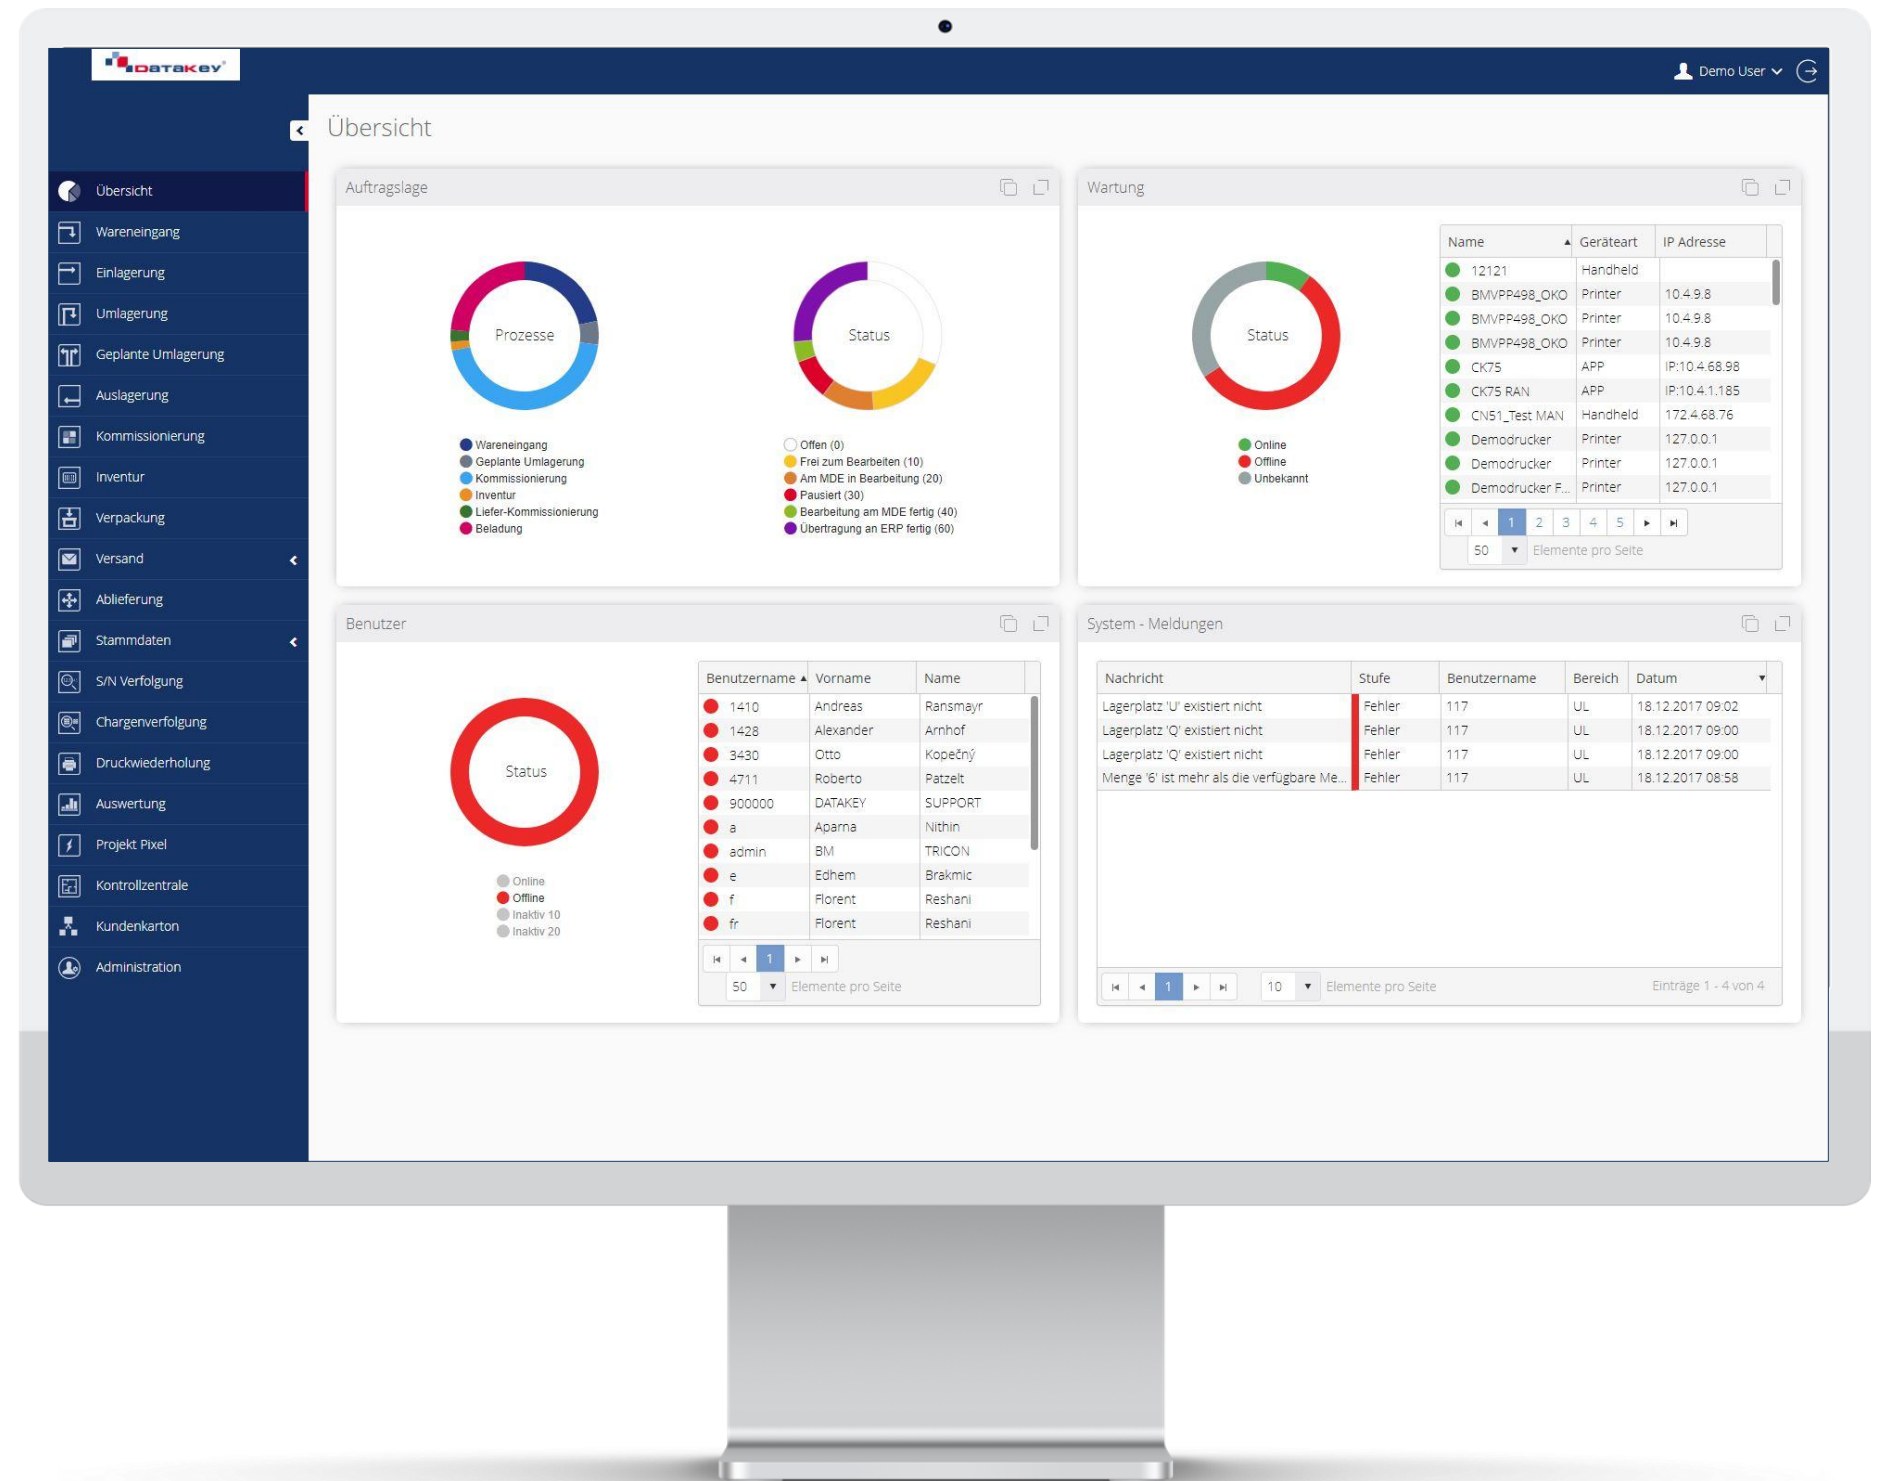 DATAKEY
Demo User
Übersicht
Übersicht
Wareneingang
Einlagerung
Umlagerung
Geplante Umlagerung
Auslagerung
Kommissionierung
Inventur
Verpackung
Versand
Ablieferung
Stammdaten
S/N Verfolgung
Chargenverfolgung
Druckwiederholung
Auswertung
Projekt Pixel
Kontrollzentrale
Kundenkarton
Administration
Auftragslage
Prozesse
Wareneingang
Geplante Umlagerung
Kommissionierung
Inventur
Liefer-Kommissionierung
Beladung
Status
Offen (0)
Frei zum Bearbeiten (10)
Am MDE in Bearbeitung (20)
Pausiert (30)
Bearbeitung am MDE fertig (40)
Übertragung an ERP fertig (60)
Wartung
Status
Online
Offline
Unbekannt
Name Geräteart IP Adresse
12121 Handheld
BMVPP498_OKO Printer 10.4.9.8
BMVPP498_OKO Printer 10.4.9.8
BMVPP498_OKO Printer 10.4.9.8
CK75 APP IP:10.4.68.98
CK75 RAN APP IP:10.4.1.185
CN51_Test MAN Handheld 172.4.68.76
Demodrucker Printer 127.0.0.1
Demodrucker Printer 127.0.0.1
Demodrucker F... Printer 127.0.0.1
1 2 3 4 5
50 Elemente pro Seite
Benutzer
Status
Online
Offline
Inaktiv 10
Inaktiv 20
Benutzername Vorname Name
1410 Andreas Ransmayr
1428 Alexander Arnhof
3430 Otto Kopečný
4711 Roberto Patzelt
900000 DATAKEY SUPPORT
a Aparna Nithin
admin BM TRICON
e Edhem Brakmic
f Florent Reshani
fr Florent Reshani
1
50 Elemente pro Seite
System - Meldungen
Nachricht Stufe Benutzername Bereich Datum
Lagerplatz 'U' existiert nicht Fehler 117 UL 18.12.2017 09:02
Lagerplatz 'Q' existiert nicht Fehler 117 UL 18.12.2017 09:00
Lagerplatz 'Q' existiert nicht Fehler 117 UL 18.12.2017 09:00
Menge '6' ist mehr als die verfügbare Me... Fehler 117 UL 18.12.2017 08:58
1 10 Elemente pro Seite Einträge 1 - 4 von 4